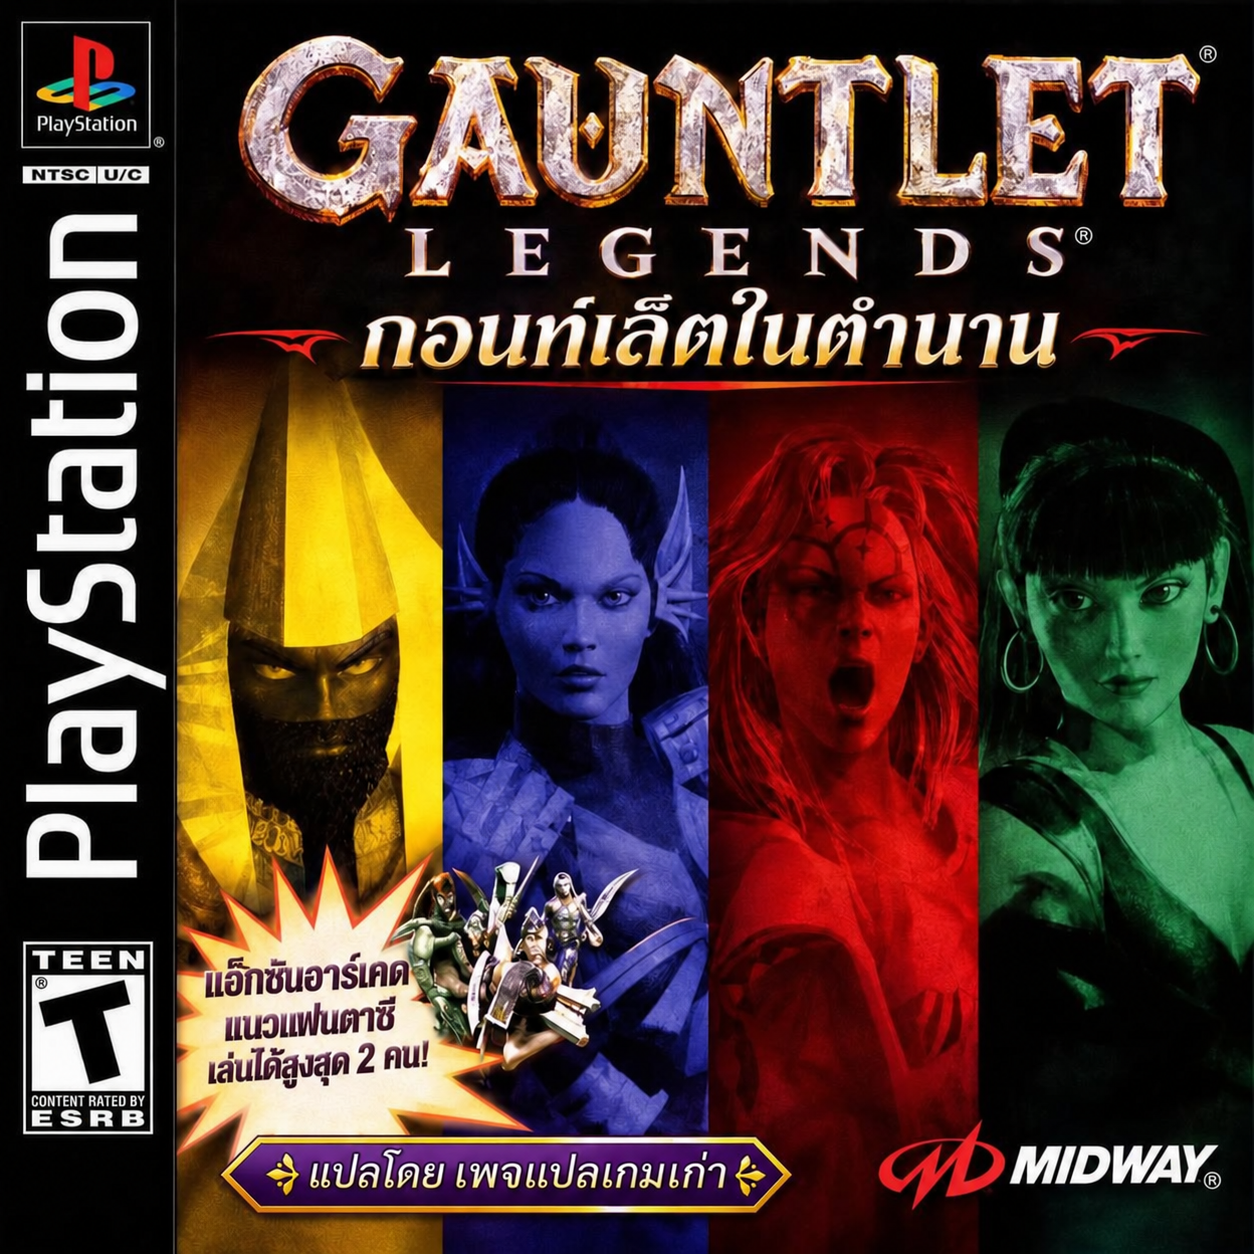 PlayStation
®
NTSC U/C
PlayStation
GAUNTLET®
LEGENDS®
กอนท์เล็ตในตำนาน
แอ็กชันอาร์เคด
แนวแฟนตาซี
เล่นได้สูงสุด 2 คน!
TEEN
®
T
CONTENT RATED BY
ESRB
แปลโดย เพจแปลเกมเก่า
MIDWAY®